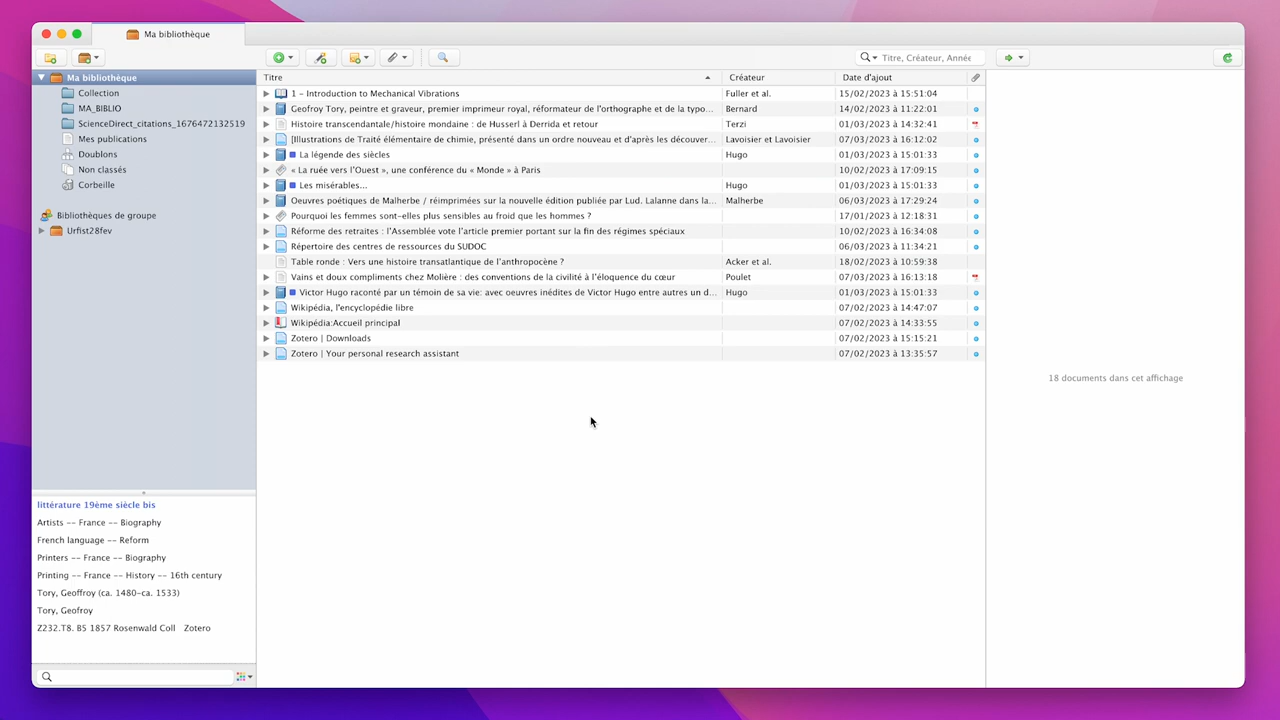 Ma bibliothèque
Titre, Créateur, Année
Ma bibliothèque
Collection
MA_BIBLIO
ScienceDirect_citations_1676472132519
Mes publications
Doublons
Non classés
Corbeille
Bibliothèques de groupe
Urfist28fev
littérature 19ème siècle bis
Artists -- France -- Biography
French language -- Reform
Printers -- France -- Biography
Printing -- France -- History -- 16th century
Tory, Geoffroy (ca. 1480-ca. 1533)
Tory, Geofroy
Z232.T8. B5 1857 Rosenwald Coll Zotero
Titre Créateur Date d'ajout
1 - Introduction to Mechanical Vibrations Fuller et al. 15/02/2023 à 15:51:04
Geofroy Tory, peintre et graveur, premier imprimeur royal, réformateur de l'orthographe et de la typo... Bernard 14/02/2023 à 11:22:01
Histoire transcendantale/histoire mondaine : de Husserl à Derrida et retour Terzi 01/03/2023 à 14:32:41
[Illustrations de Traité élémentaire de chimie, présenté dans un ordre nouveau et d'après les découver... Lavoisier et Lavoisier 07/03/2023 à 16:12:02
La légende des siècles Hugo 01/03/2023 à 15:01:33
« La ruée vers l'Ouest », une conférence du « Monde » à Paris 10/02/2023 à 17:09:15
Les misérables... Hugo 01/03/2023 à 15:01:33
Oeuvres poétiques de Malherbe / réimprimées sur la nouvelle édition publiée par Lud. Lalanne dans la... Malherbe 06/03/2023 à 17:29:24
Pourquoi les femmes sont-elles plus sensibles au froid que les hommes ? 17/01/2023 à 12:18:31
Réforme des retraites : l'Assemblée vote l'article premier portant sur la fin des régimes spéciaux 10/02/2023 à 16:34:08
Répertoire des centres de ressources du SUDOC 06/03/2023 à 11:34:21
Table ronde : Vers une histoire transatlantique de l'anthropocène ? Acker et al. 18/02/2023 à 10:59:38
Vains et doux compliments chez Molière : des conventions de la civilité à l'éloquence du cœur Poulet 07/03/2023 à 16:13:18
Victor Hugo raconté par un témoin de sa vie: avec oeuvres inédites de Victor Hugo entre autres un d... Hugo 01/03/2023 à 15:01:33
Wikipédia, l'encyclopédie libre 07/02/2023 à 14:47:07
Wikipédia:Accueil principal 07/02/2023 à 14:33:55
Zotero | Downloads 07/02/2023 à 15:15:21
Zotero | Your personal research assistant 07/02/2023 à 13:35:57
18 documents dans cet affichage